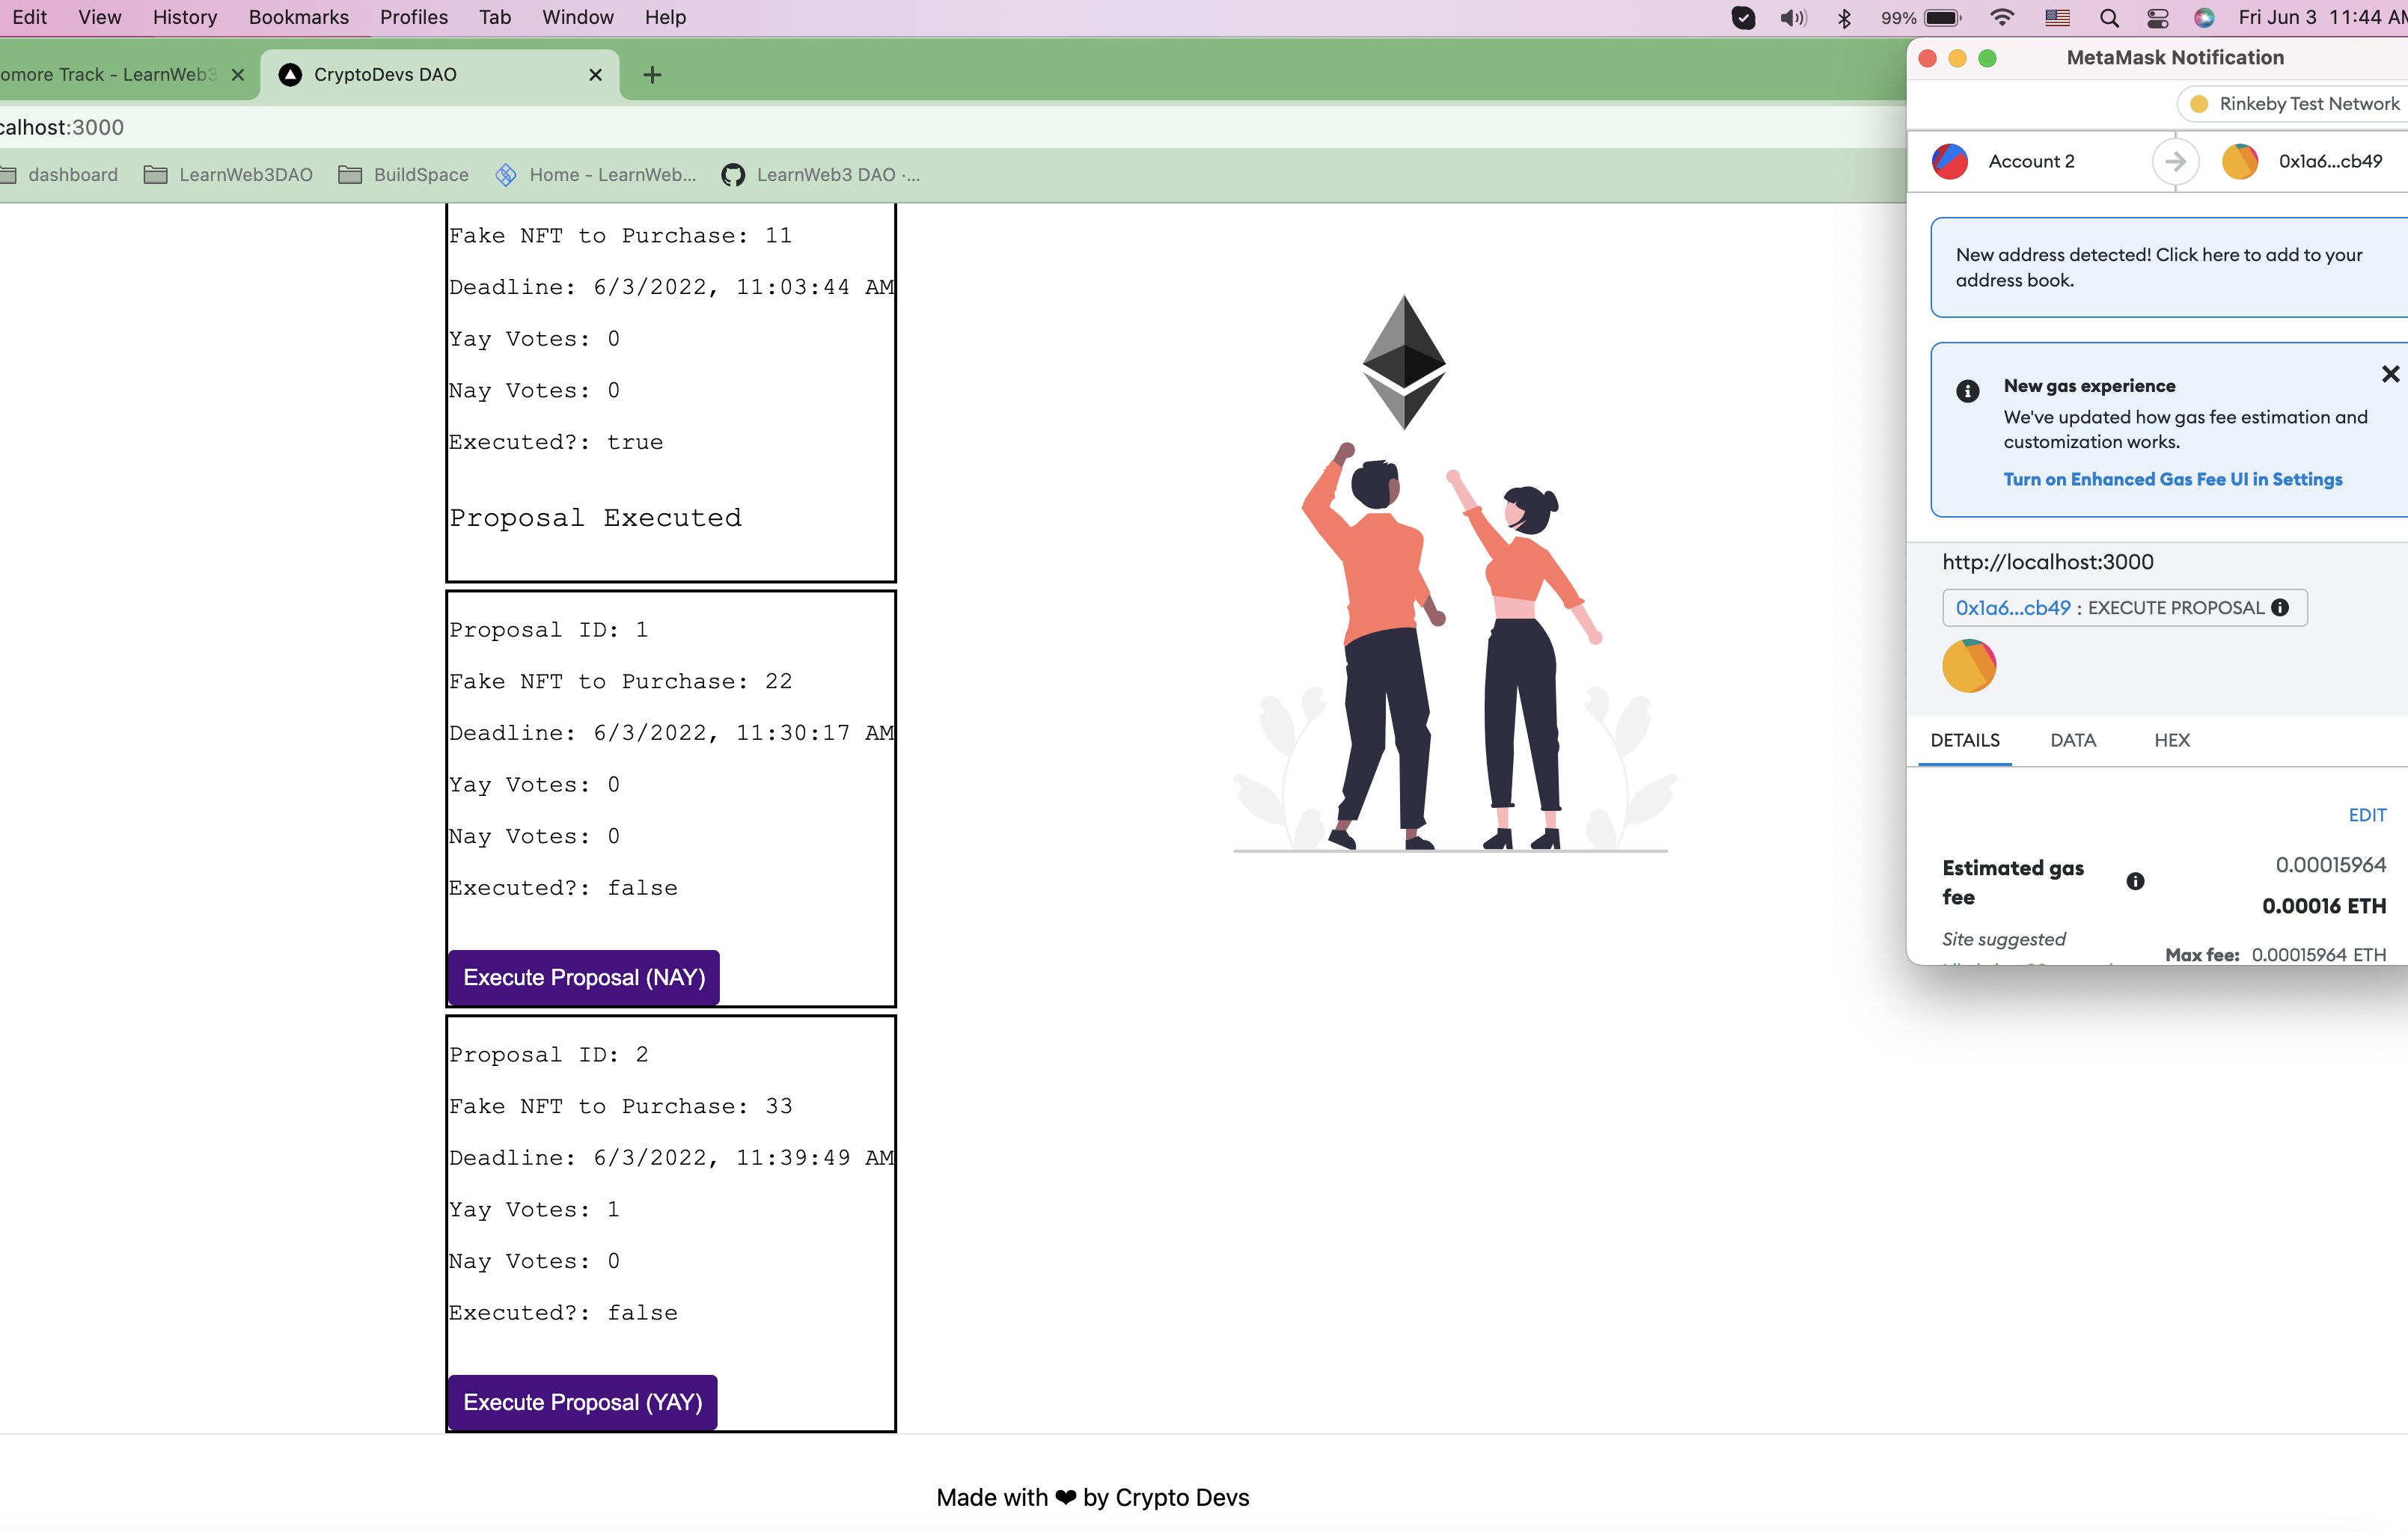 Edit View History Bookmarks Profiles Tab Window Help 99% Fri Jun 3 11:44 AM
omore Track - LearnWeb3
CryptoDevs DAO
calhost:3000
dashboard LearnWeb3DAO BuildSpace Home - LearnWeb... LearnWeb3 DAO ·...
Fake NFT to Purchase: 11
Deadline: 6/3/2022, 11:03:44 AM
Yay Votes: 0
Nay Votes: 0
Executed?: true
Proposal Executed
Proposal ID: 1
Fake NFT to Purchase: 22
Deadline: 6/3/2022, 11:30:17 AM
Yay Votes: 0
Nay Votes: 0
Executed?: false
Execute Proposal (NAY)
Proposal ID: 2
Fake NFT to Purchase: 33
Deadline: 6/3/2022, 11:39:49 AM
Yay Votes: 1
Nay Votes: 0
Executed?: false
Execute Proposal (YAY)
Made with ❤ by Crypto Devs
MetaMask Notification
Rinkeby Test Network
Account 2
0x1a6...cb49
New address detected! Click here to add to your
address book.
New gas experience
We've updated how gas fee estimation and
customization works.
Turn on Enhanced Gas Fee UI in Settings
http://localhost:3000
0x1a6...cb49 : EXECUTE PROPOSAL
DETAILS DATA HEX
EDIT
Estimated gas
fee
0.00015964
0.00016 ETH
Site suggested
Max fee: 0.00015964 ETH